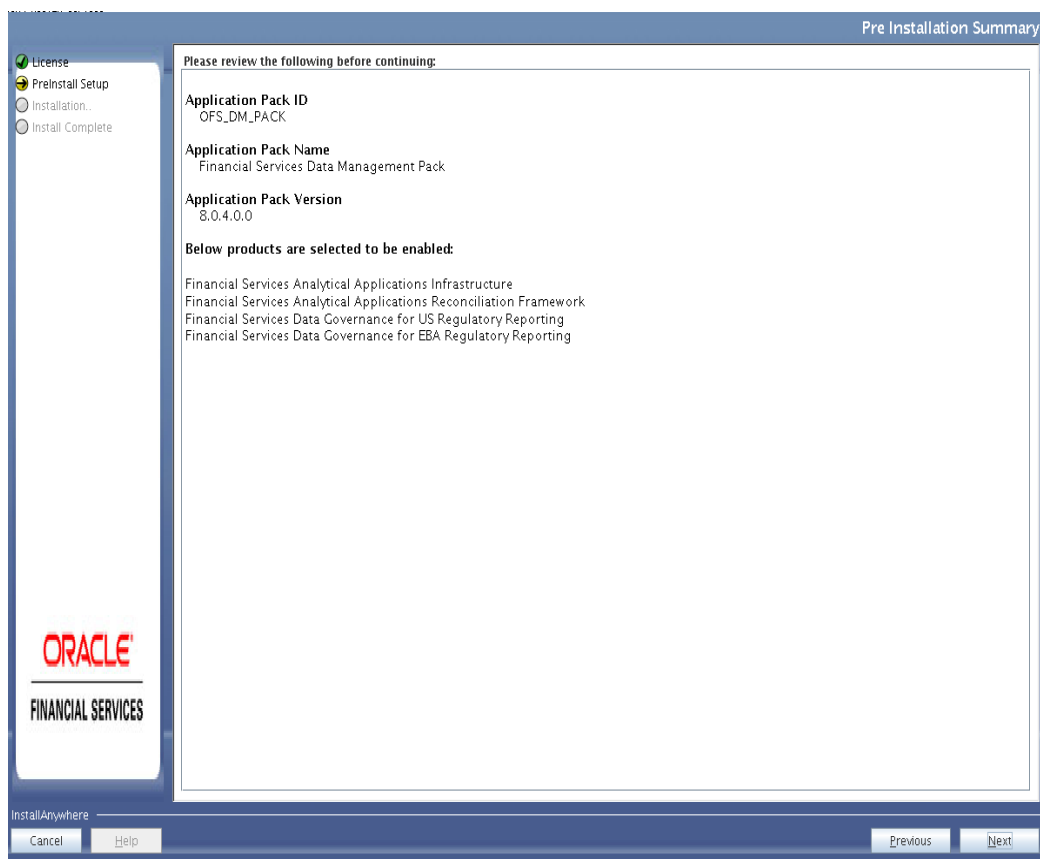 Pre Installation Summary
License
PreInstall Setup
Installation..
Install Complete
Please review the following before continuing:
Application Pack ID
OFS_DM_PACK
Application Pack Name
Financial Services Data Management Pack
Application Pack Version
8.0.4.0.0
Below products are selected to be enabled:
Financial Services Analytical Applications Infrastructure
Financial Services Analytical Applications Reconciliation Framework
Financial Services Data Governance for US Regulatory Reporting
Financial Services Data Governance for EBA Regulatory Reporting
ORACLE
FINANCIAL SERVICES
InstallAnywhere
Cancel Help Previous Next